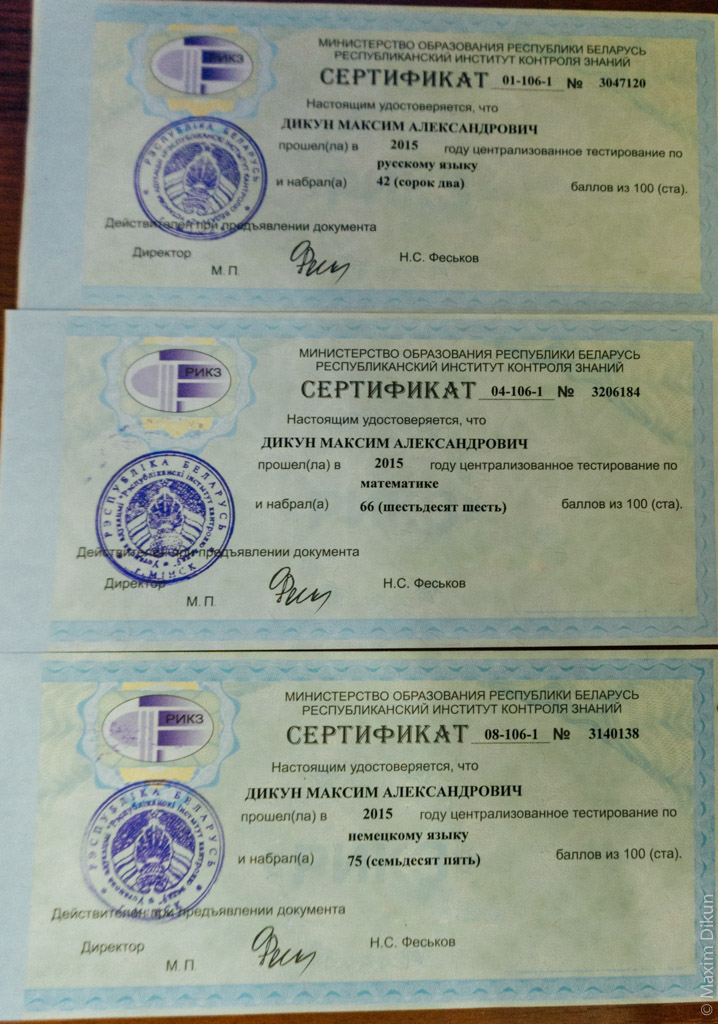 РИКЗ
МИНИСТЕРСТВО ОБРАЗОВАНИЯ РЕСПУБЛИКИ БЕЛАРУСЬ
РЕСПУБЛИКАНСКИЙ ИНСТИТУТ КОНТРОЛЯ ЗНАНИЙ
СЕРТИФИКАТ 01-106-1 № 3047120
Настоящим удостоверяется, что
ДИКУН МАКСИМ АЛЕКСАНДРОВИЧ
прошел(ла) в 2015 году централизованное тестирование по
русскому языку
и набрал(а) 42 (сорок два) баллов из 100 (ста).
РЭСПУБЛІКА БЕЛАРУСЬ
Действителен при предъявлении документа
Директор Н.С. Феськов
М. П.
РИКЗ
МИНИСТЕРСТВО ОБРАЗОВАНИЯ РЕСПУБЛИКИ БЕЛАРУСЬ
РЕСПУБЛИКАНСКИЙ ИНСТИТУТ КОНТРОЛЯ ЗНАНИЙ
СЕРТИФИКАТ 04-106-1 № 3206184
Настоящим удостоверяется, что
ДИКУН МАКСИМ АЛЕКСАНДРОВИЧ
прошел(ла) в 2015 году централизованное тестирование по
математике
и набрал(а) 66 (шестьдесят шесть) баллов из 100 (ста).
РЭСПУБЛІКА БЕЛАРУСЬ
г. МІНСК
Действителен при предъявлении документа
Директор Н.С. Феськов
М. П.
РИКЗ
МИНИСТЕРСТВО ОБРАЗОВАНИЯ РЕСПУБЛИКИ БЕЛАРУСЬ
РЕСПУБЛИКАНСКИЙ ИНСТИТУТ КОНТРОЛЯ ЗНАНИЙ
СЕРТИФИКАТ 08-106-1 № 3140138
Настоящим удостоверяется, что
ДИКУН МАКСИМ АЛЕКСАНДРОВИЧ
прошел(ла) в 2015 году централизованное тестирование по
немецкому языку
и набрал(а) 75 (семьдесят пять) баллов из 100 (ста).
РЭСПУБЛІКА БЕЛАРУСЬ
Действителен при предъявлении документа
Директор Н.С. Феськов
М. П.
© Maxim Dikun